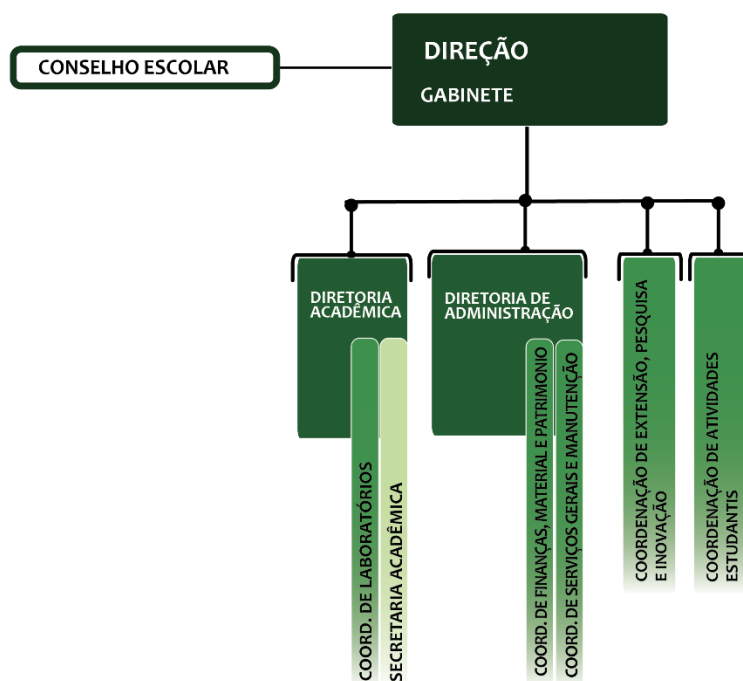 CONSELHO ESCOLAR
DIREÇÃO
GABINETE
DIRETORIA
ACADÊMICA
COORD. DE LABORATÓRIOS
SECRETARIA ACADÊMICA
DIRETORIA DE
ADMINISTRAÇÃO
COORD. DE FINANÇAS, MATERIAL E PATRIMONIO
COORD. DE SERVIÇOS GERAIS E MANUTENÇÃO
COORDENAÇÃO DE EXTENSÃO, PESQUISA
E INOVAÇÃO
COORDENAÇÃO DE ATIVIDADES
ESTUDANTIS